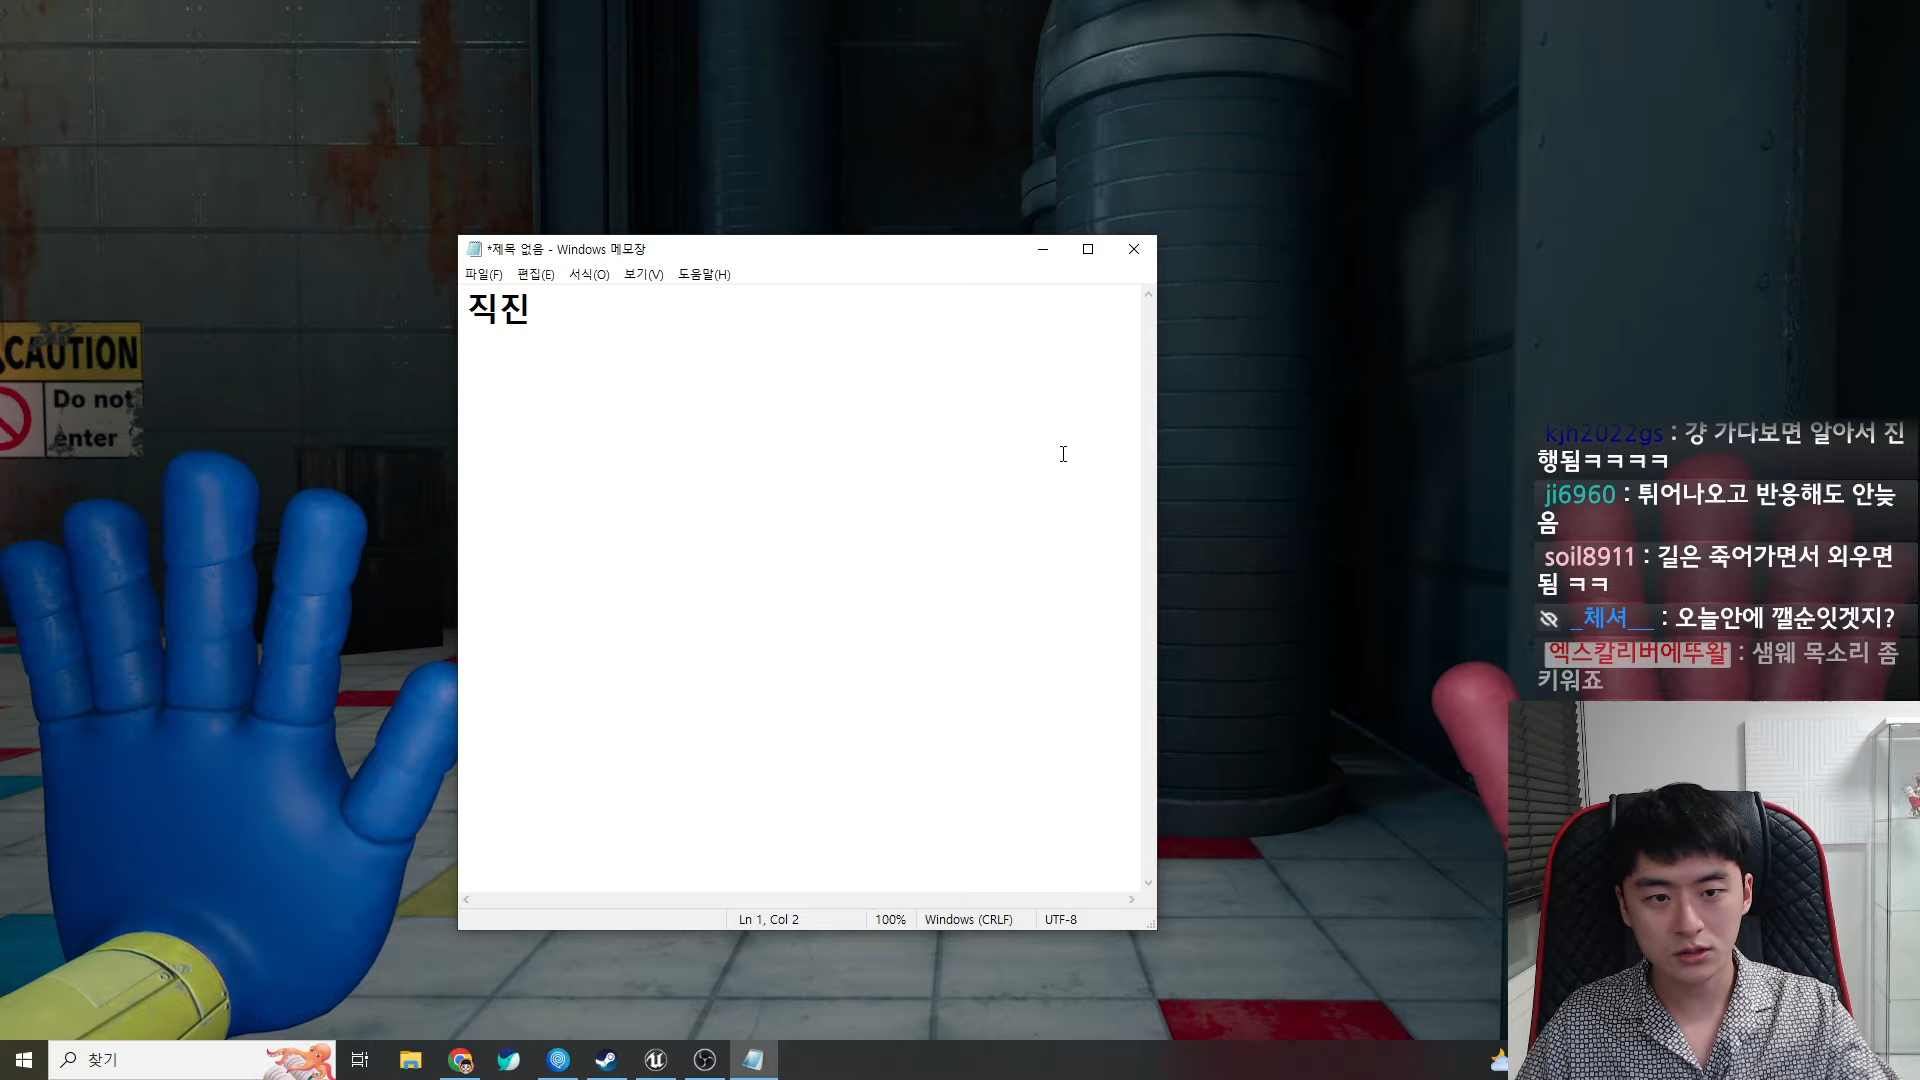 CAUTION
Do not
enter
*제목 없음 - Windows 메모장
파일(F) 편집(E) 서식(O) 보기(V) 도움말(H)
직진
Ln 1, Col 2 100% Windows (CRLF) UTF-8
kjh2022gs : 걍 가다보면 알아서 진
행됨ㅋㅋㅋㅋ
ji6960 : 튀어나오고 반응해도 안늦
음
soil8911 : 길은 죽어가면서 외우면
됨 ㅋㅋ
_체셔__ : 오늘안에 깰순잇겟지?
엑스칼리버에뚜왈 : 샘웨 목소리 좀
키워죠
찾기